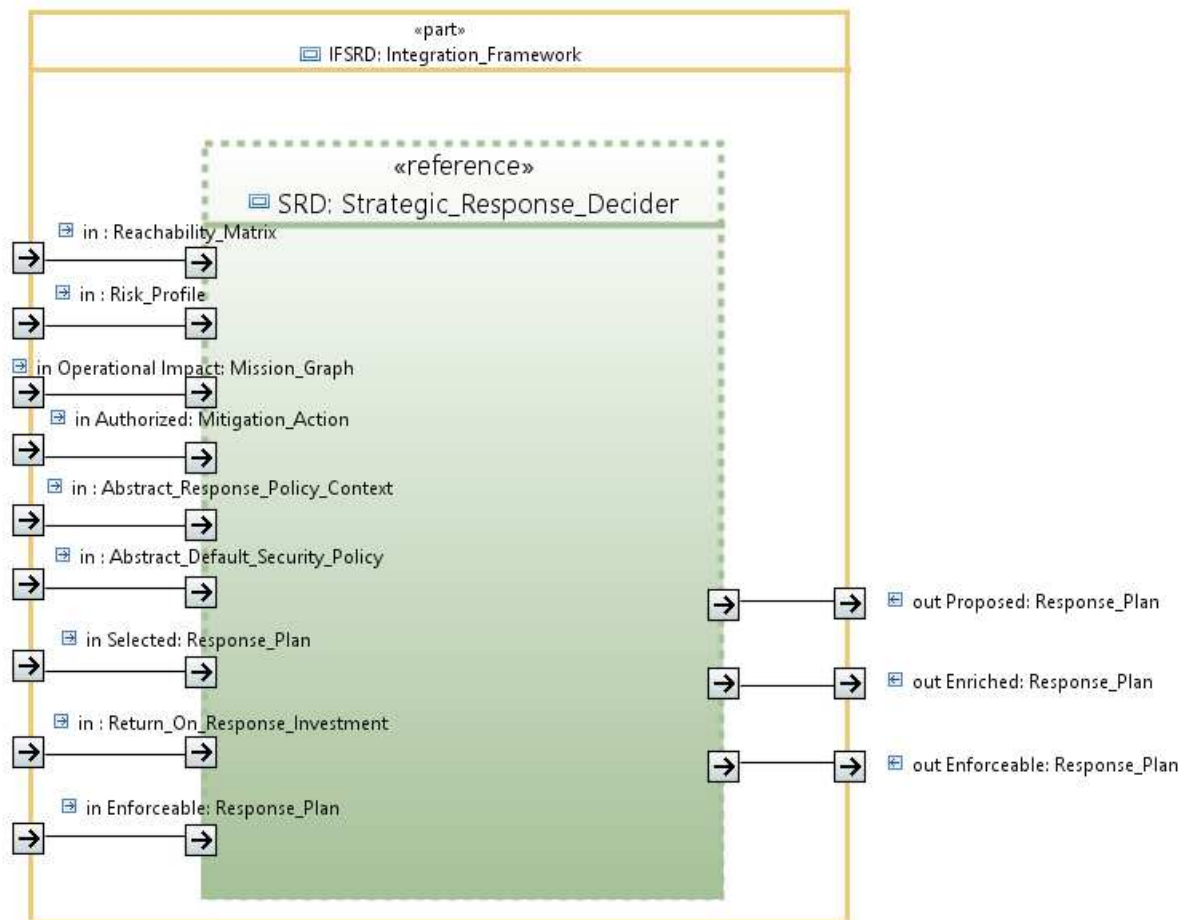 «part»
IFSRD: Integration_Framework
«reference»
SRD: Strategic_Response_Decider
in : Reachability_Matrix
in : Risk_Profile
in Operational Impact: Mission_Graph
in Authorized: Mitigation_Action
in : Abstract_Response_Policy_Context
in : Abstract_Default_Security_Policy
in Selected: Response_Plan
in : Return_On_Response_Investment
in Enforceable: Response_Plan
out Proposed: Response_Plan
out Enriched: Response_Plan
out Enforceable: Response_Plan